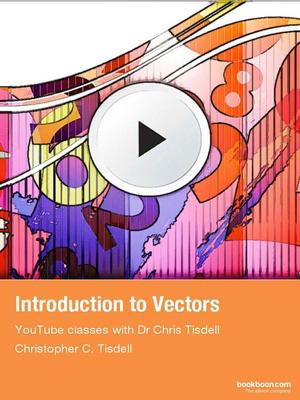 Introduction to Vectors
YouTube classes with Dr Chris Tisdell
Christopher C. Tisdell
bookboon.com
The eBook company